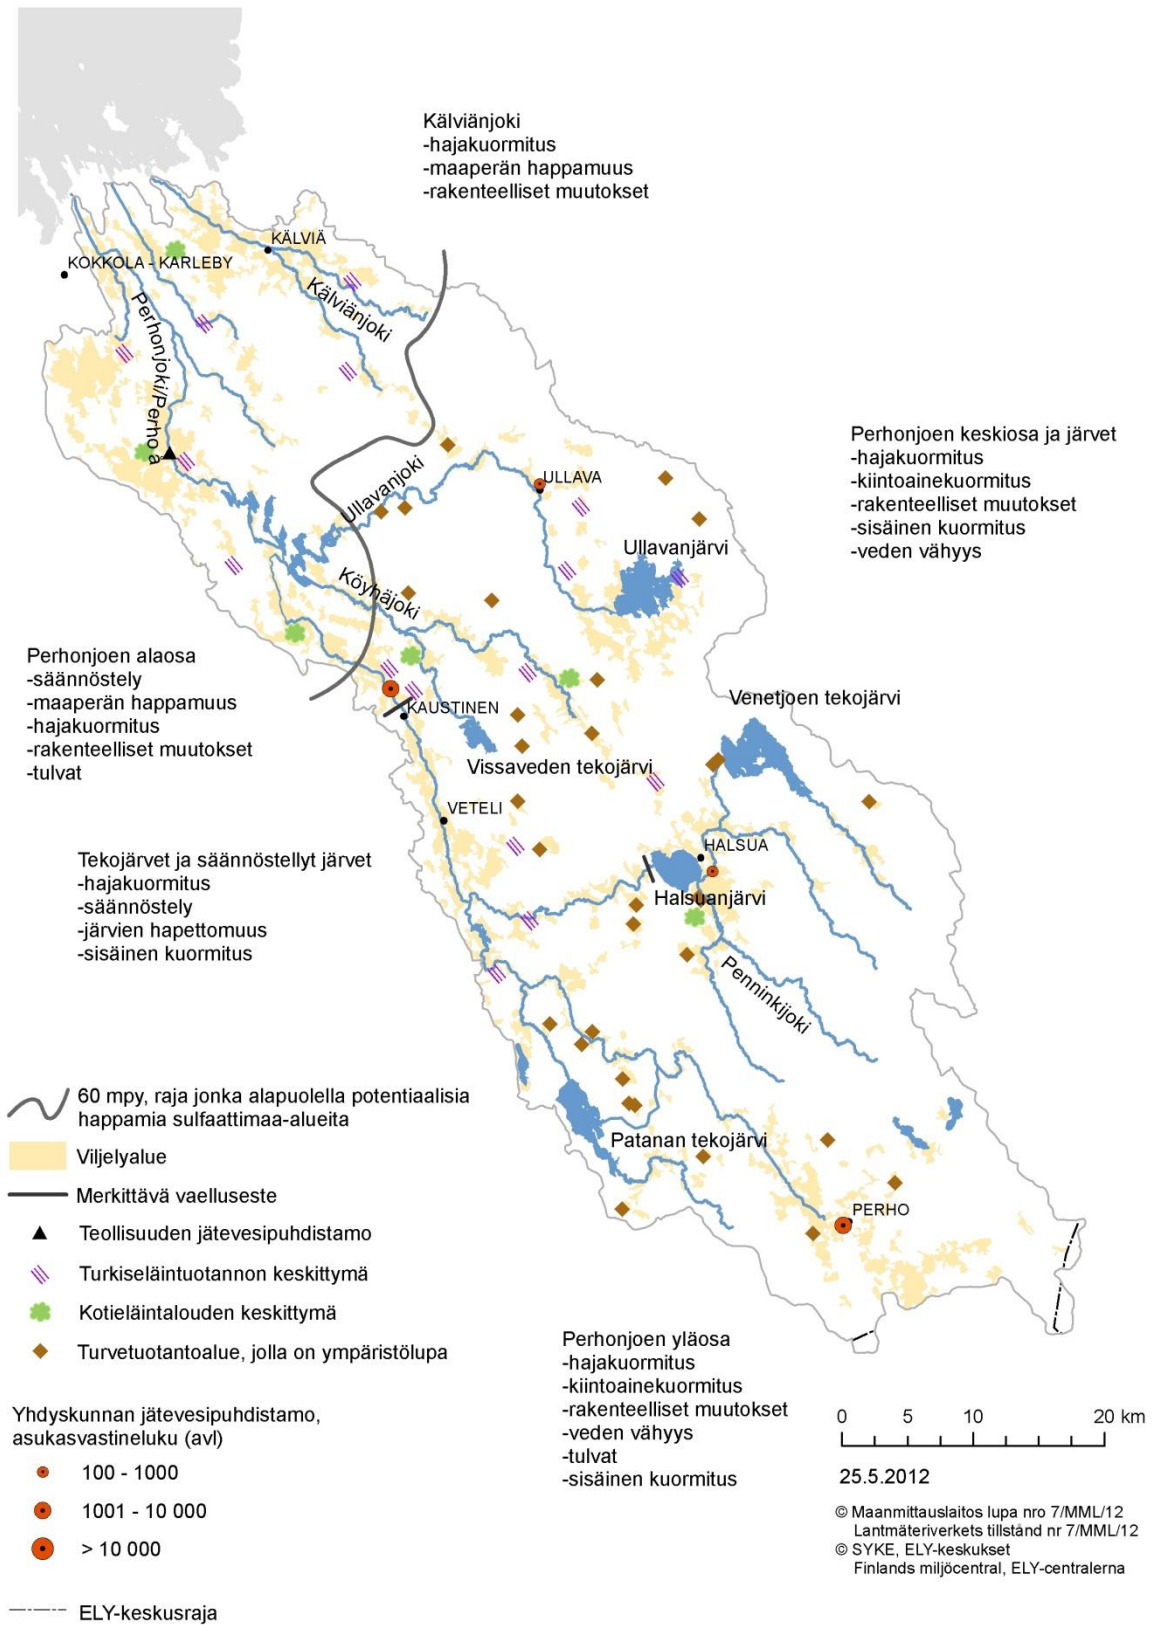 Kälviänjoki
-hajakuormitus
-maaperän happamuus
-rakenteelliset muutokset
KÄLVIÄ
KOKKOLA - KARLEBY
Kälviänjoki
Perhonjoki/Perho å
Perhonjoen keskiosa ja järvet
-hajakuormitus
-kiintoainekuormitus
-rakenteelliset muutokset
-sisäinen kuormitus
-veden vähyys
Ullavanjoki
ULLAVA
Ullavanjärvi
Köyhäjoki
Perhonjoen alaosa
-säännöstely
-maaperän happamuus
-hajakuormitus
-rakenteelliset muutokset
-tulvat
Venetjoen tekojärvi
KAUSTINEN
Vissaveden tekojärvi
VETELI
HALSUA
Tekojärvet ja säännöstellyt järvet
-hajakuormitus
-säännöstely
-järvien hapettomuus
-sisäinen kuormitus
Halsuanjärvi
Penninkijoki
Patanan tekojärvi
PERHO
60 mpy, raja jonka alapuolella potentiaalisia
happamia sulfaattimaa-alueita
Viljelyalue
Merkittävä vaelluseste
Teollisuuden jätevesipuhdistamo
Turkiseläintuotannon keskittymä
Kotieläintalouden keskittymä
Turvetuotantoalue, jolla on ympäristölupa
Yhdyskunnan jätevesipuhdistamo,
asukasvastineluku (avl)
100 - 1000
1001 - 10 000
> 10 000
ELY-keskusraja
Perhonjoen yläosa
-hajakuormitus
-kiintoainekuormitus
-rakenteelliset muutokset
-veden vähyys
-tulvat
-sisäinen kuormitus
0 5 10 20 km
25.5.2012
© Maanmittauslaitos lupa nro 7/MML/12
Lantmäteriverkets tillstånd nr 7/MML/12
© SYKE, ELY-keskukset
Finlands miljöcentral, ELY-centralerna